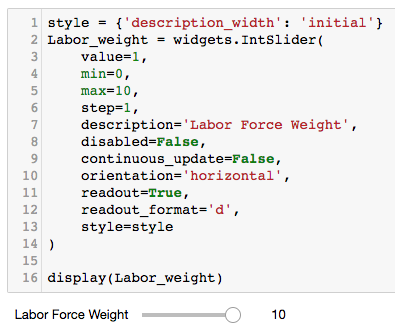 1 style = {'description_width': 'initial'}
2 Labor_weight = widgets.IntSlider(
3     value=1,
4     min=0,
5     max=10,
6     step=1,
7     description='Labor Force Weight',
8     disabled=False,
9     continuous_update=False,
10     orientation='horizontal',
11     readout=True,
12     readout_format='d',
13     style=style
14 )
15
16 display(Labor_weight)
Labor Force Weight 10